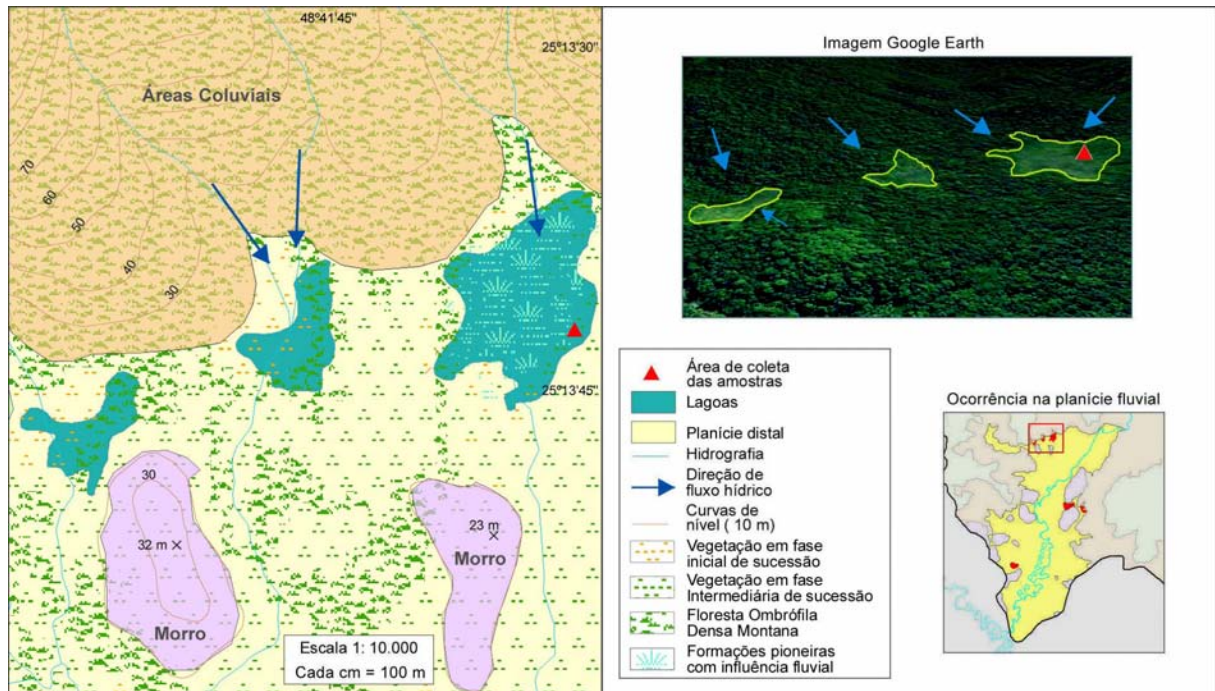 48°41'45"
25°13'30"
Áreas Coluviais
70
60
50
40
30
25°13'45"
30
32 m
Morro
23 m
Morro
Escala 1: 10.000
Cada cm = 100 m
Imagem Google Earth
Área de coleta
das amostras
Lagoas
Planície distal
Hidrografia
Direção de
fluxo hídrico
Curvas de
nível ( 10 m)
Vegetação em fase
inicial de sucessão
Vegetação em fase
Intermediária de sucessão
Floresta Ombrófila
Densa Montana
Formações pioneiras
com influência fluvial
Ocorrência na planície fluvial